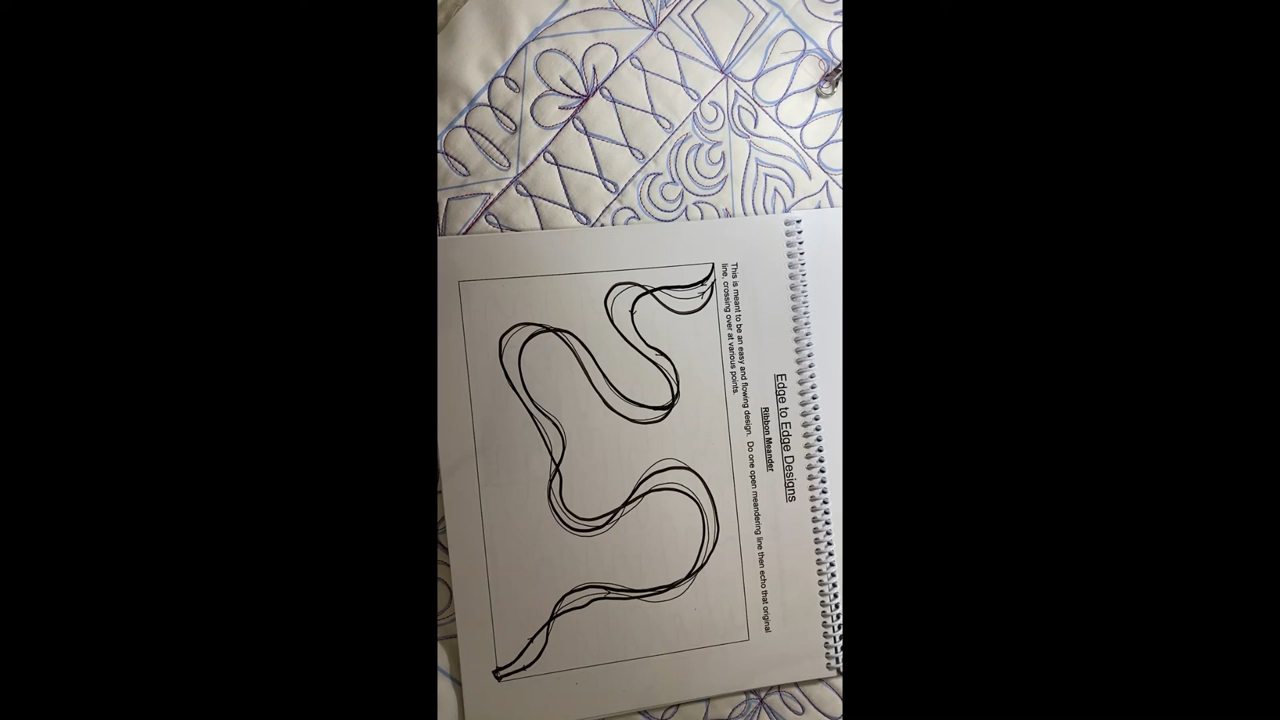 Edge to Edge Designs
Ribbon Meander
This is meant to be an easy and flowing design. Do one open meandering line then echo that original
line, crossing over at various points.